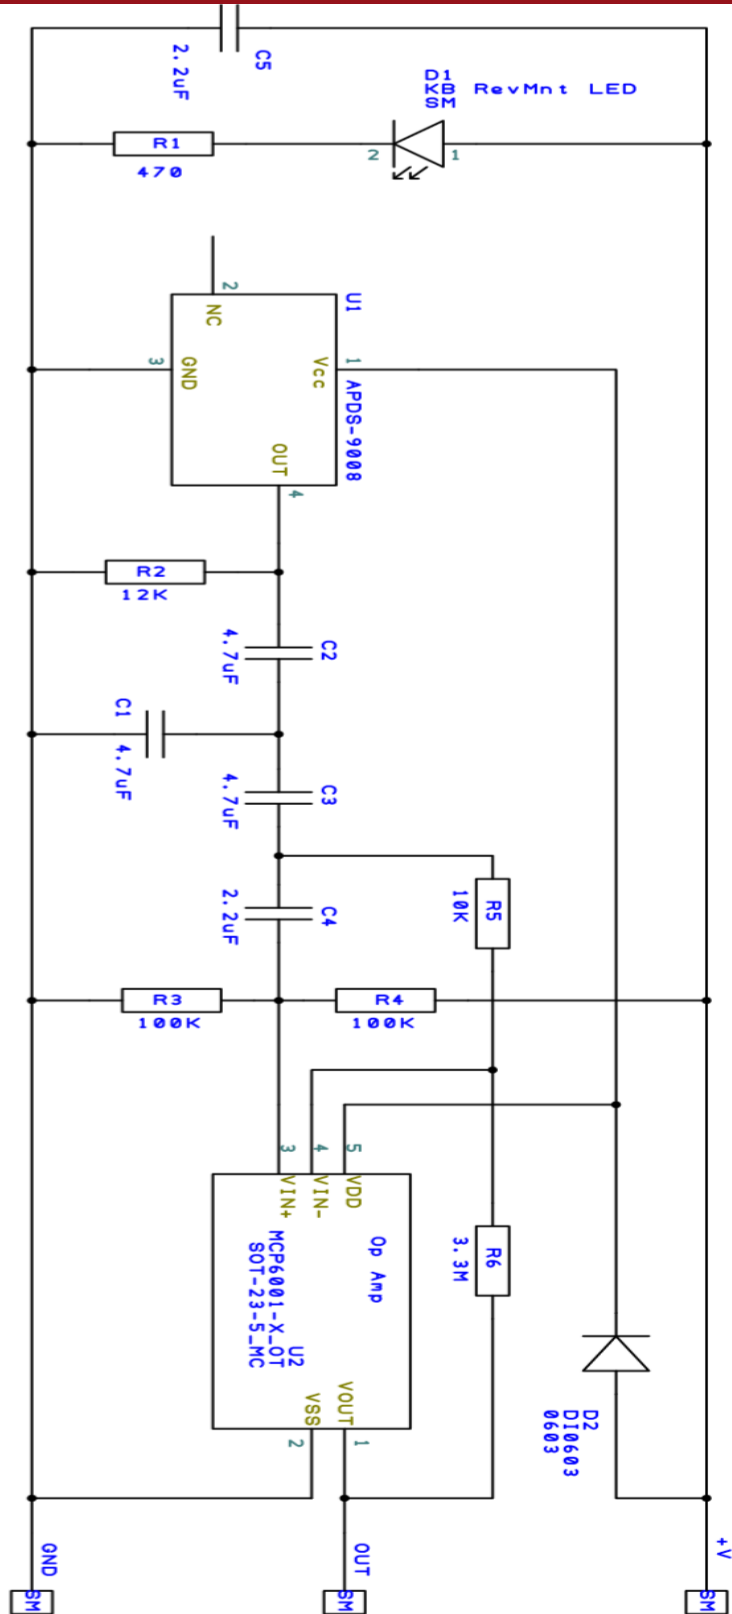 C5
2.2uF
D1
KB RevMnt LED
SM
R1
470
2
1
2
NC
U1
3
GND
Vcc
1
APDS-9008
OUT
4
R2
12K
C2
4.7uF
C1
4.7uF
C3
4.7uF
R5
10K
C4
2.2uF
R3
100K
R4
100K
3
4
5
VIN+
VIN-
VDD
Op Amp
MCP6001-X_OT
SOT-23-5_MC
U2
R6
3.3M
VSS
VOUT
2
1
D2
DI0603
0603
GND
OUT
+V
SM
SM
SM